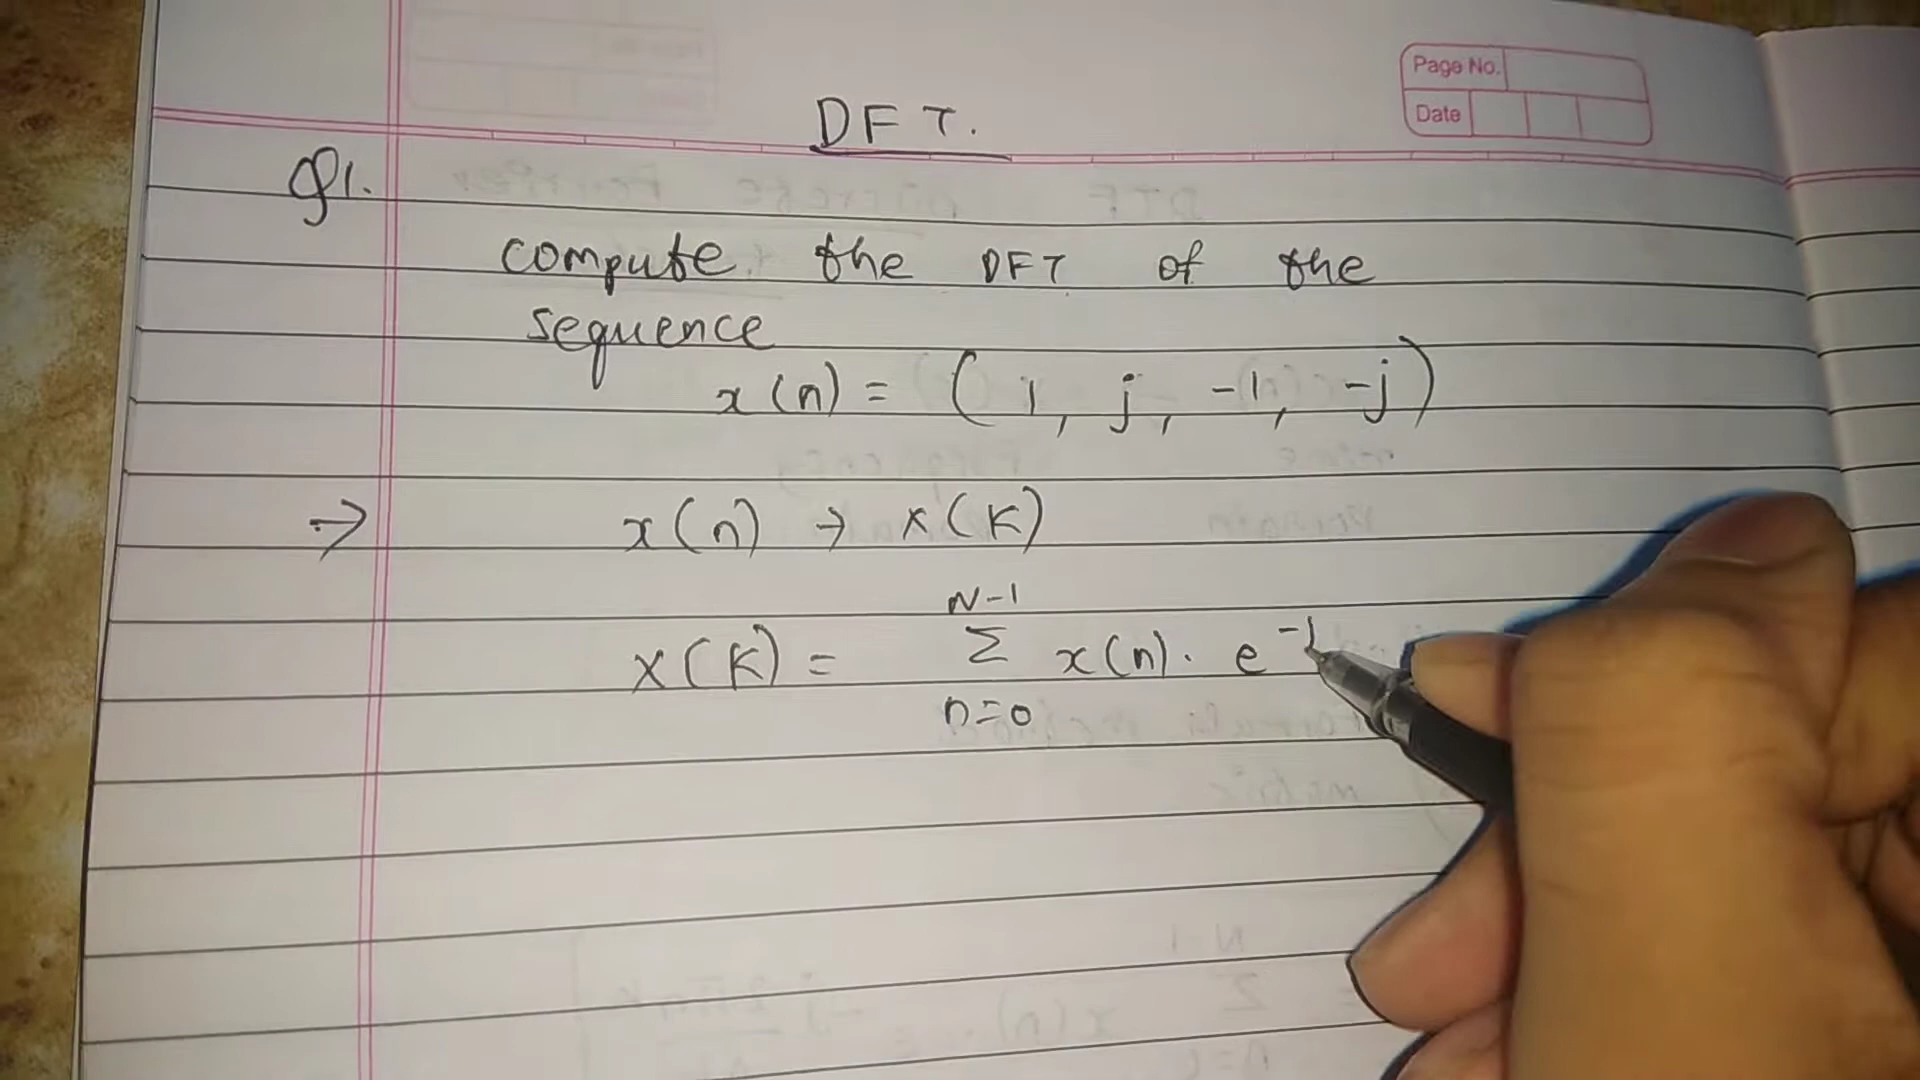 Page No.
Date
DFT.
Q1.
compute the DFT of the
sequence
x(n) = ( 1, j, -1, -j)
→ x(n) → X(K)
N-1
X(K) = Σ x(n). e^-j
n=0